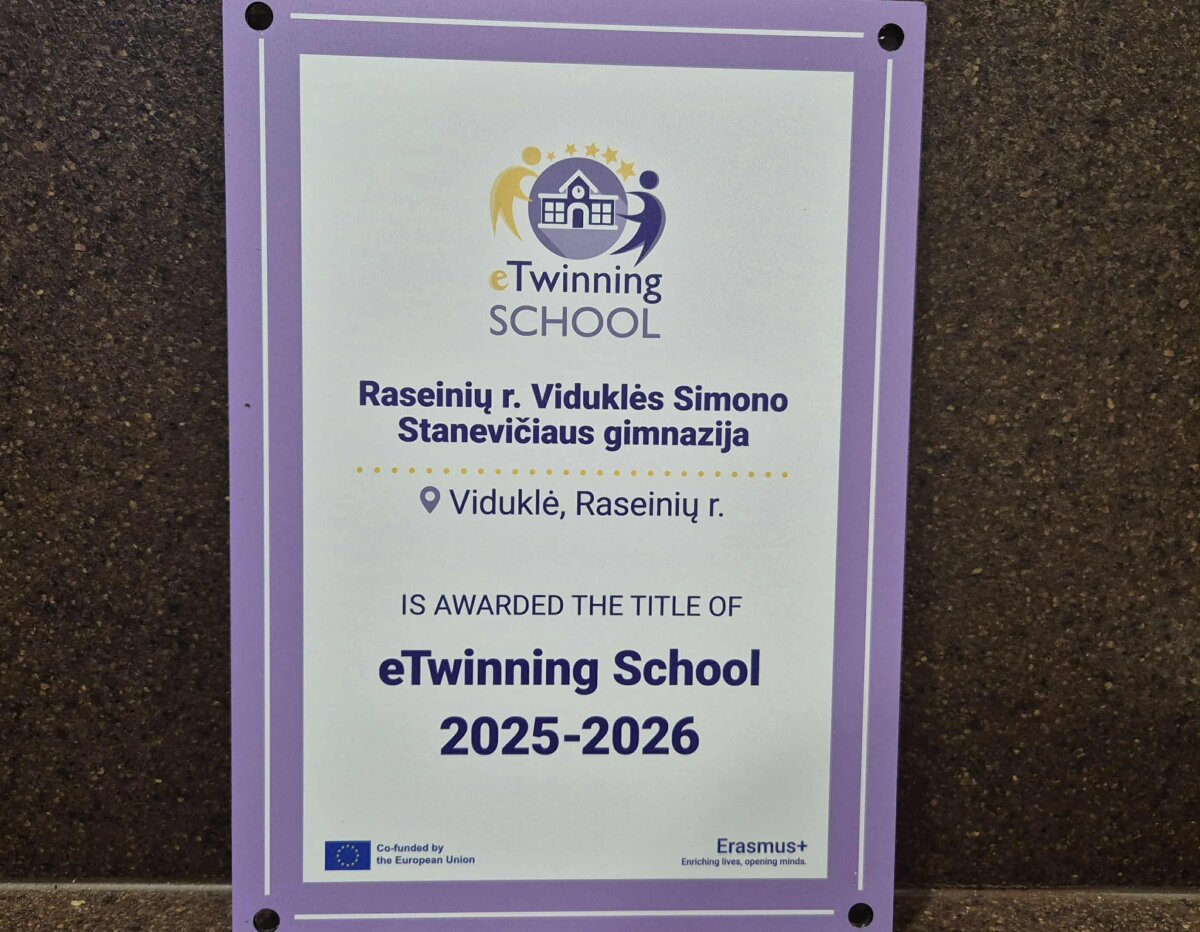 eTwinning
SCHOOL
Raseinių r. Viduklės Simono
Stanevičiaus gimnazija
Viduklė, Raseinių r.
IS AWARDED THE TITLE OF
eTwinning School
2025-2026
Co-funded by
the European Union
Erasmus+
Enriching lives, opening minds.